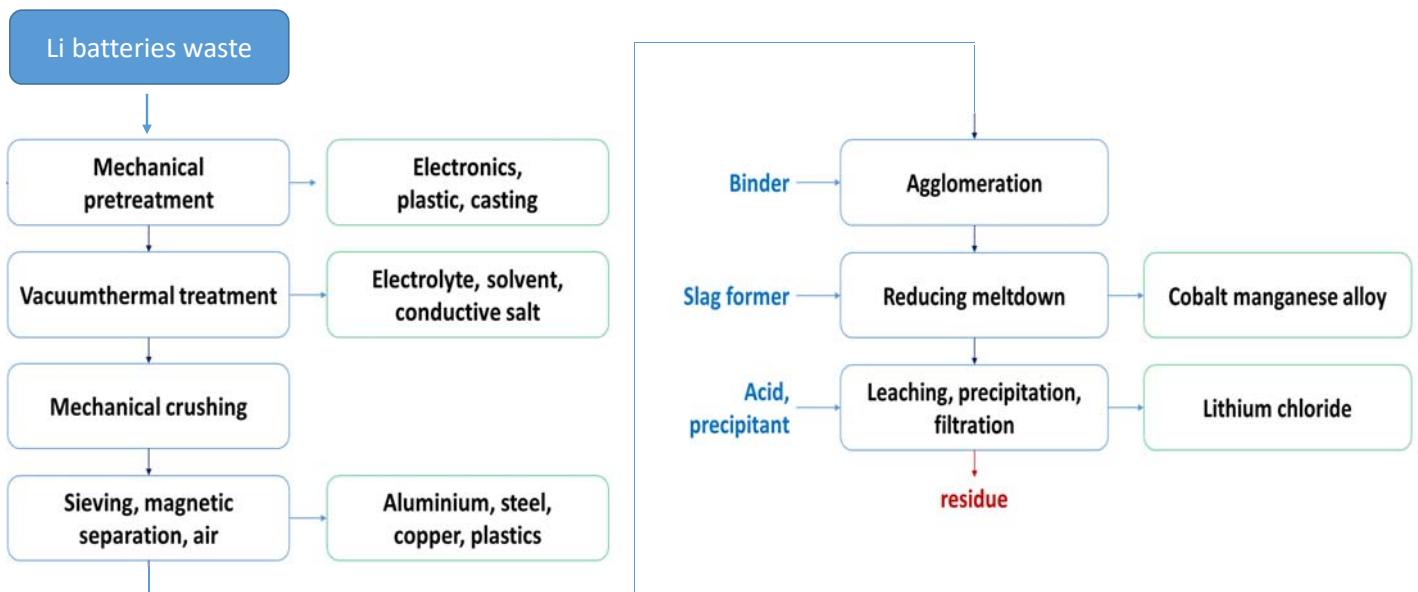 Li batteries waste
Mechanical
pretreatment
Electronics,
plastic, casting
Vacuumthermal treatment
Electrolyte, solvent,
conductive salt
Mechanical crushing
Sieving, magnetic
separation, air
Aluminium, steel,
copper, plastics
Binder
Agglomeration
Slag former
Reducing meltdown
Cobalt manganese alloy
Acid,
precipitant
Leaching, precipitation,
filtration
Lithium chloride
residue